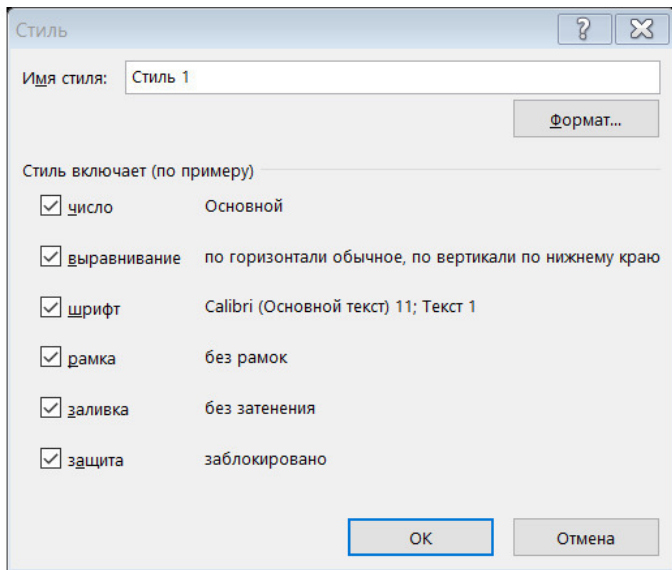 Стиль
Имя стиля: Стиль 1
Формат...
Стиль включает (по примеру)
число Основной
выравнивание по горизонтали обычное, по вертикали по нижнему краю
шрифт Calibri (Основной текст) 11; Текст 1
рамка без рамок
заливка без затенения
защита заблокировано
ОК Отмена